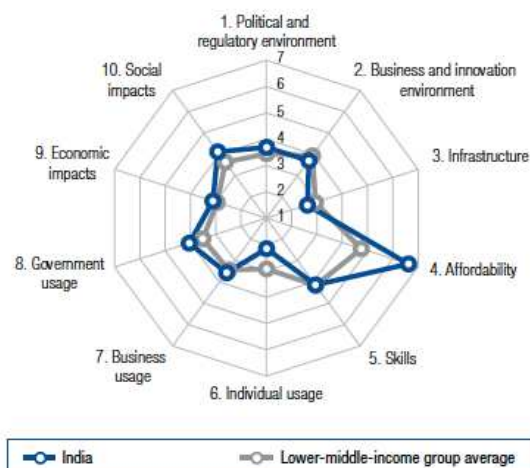 1. Political and
regulatory environment
7
6
5
4
3
2
1
2. Business and innovation
environment
3. Infrastructure
4. Affordability
5. Skills
6. Individual usage
7. Business
usage
8. Government
usage
9. Economic
impacts
10. Social
impacts
India
Lower-middle-income group average